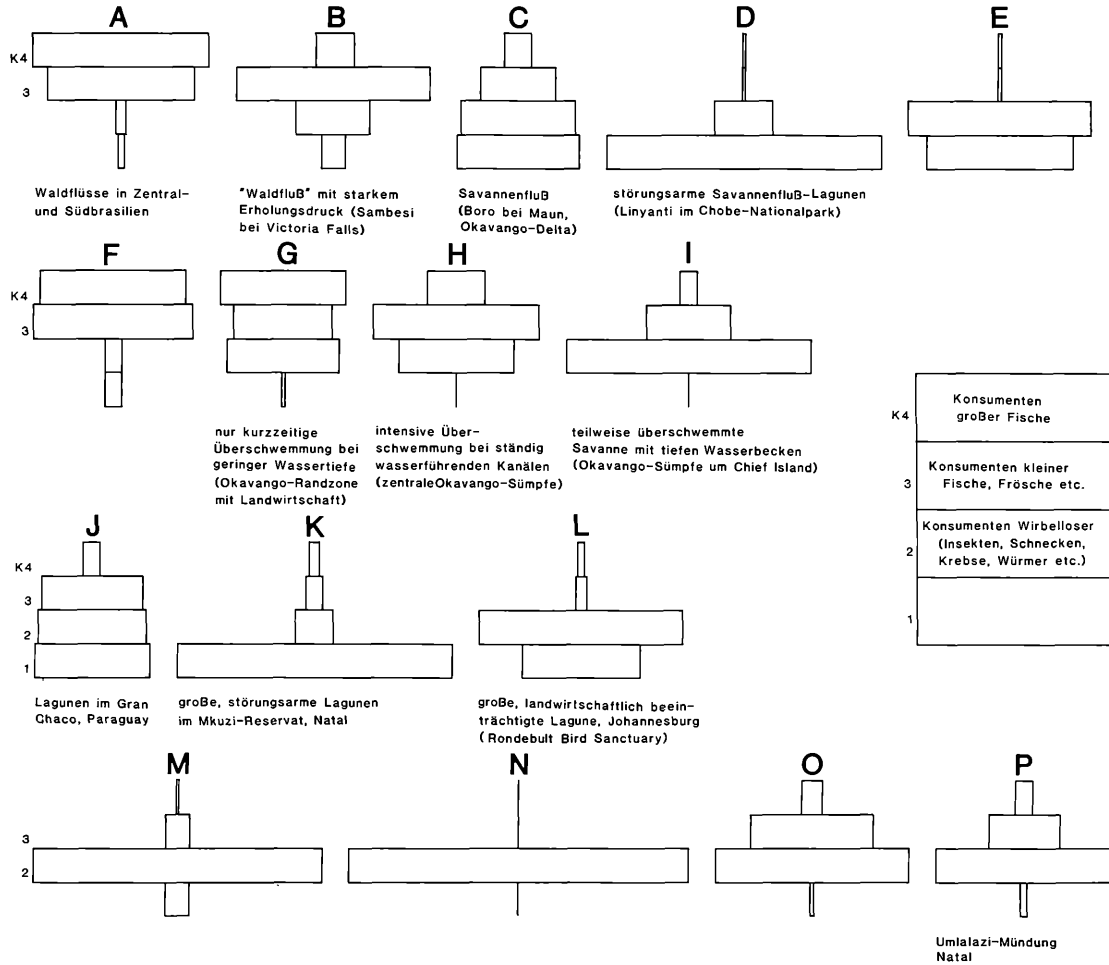 A B C D E
K4
3
Waldflüsse in Zentral-
und Südbrasilien
"Waldfluß" mit starkem
Erholungsdruck (Sambesi
bei Victoria Falls)
Savannenfluß
(Boro bei Maun,
Okavango-Delta)
störungsarme Savannenfluß-Lagunen
(Linyanti im Chobe-Nationalpark)
F G H I
K4
3
nur kurzzeitige
Überschwemmung bei
geringer Wassertiefe
(Okavango-Randzone
mit Landwirtschaft)
intensive Über-
schwemmung bei ständig
wasserführenden Kanälen
(zentraleOkavango-Sümpfe)
teilweise überschwemmte
Savanne mit tiefen Wasserbecken
(Okavango-Sümpfe um Chief Island)
K4
Konsumenten
großer Fische
3
Konsumenten kleiner
Fische, Frösche etc.
2
Konsumenten Wirbelloser
(Insekten, Schnecken,
Krebse, Würmer etc.)
1
J K L
K4
3
2
1
Lagunen im Gran
Chaco, Paraguay
große, störungsarme Lagunen
im Mkuzi-Reservat, Natal
große, landwirtschaftlich beein-
trächtigte Lagune, Johannesburg
(Rondebult Bird Sanctuary)
M N O P
3
2
Umlalazi-Mündung
Natal